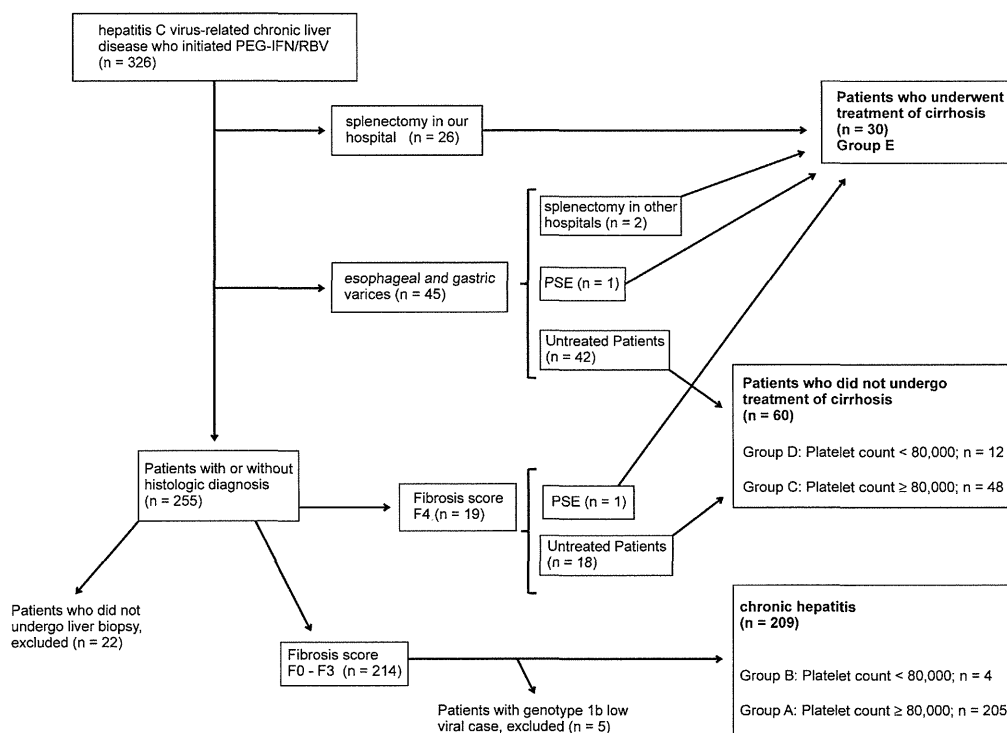 hepatitis C virus-related chronic liver
disease who initiated PEG-IFN/RBV
(n = 326)
splenectomy in our
hospital (n = 26)
Patients who underwent
treatment of cirrhosis
(n = 30)
Group E
esophageal and gastric
varices (n = 45)
splenectomy in other
hospitals (n = 2)
PSE (n = 1)
Untreated Patients
(n = 42)
Patients who did not undergo
treatment of cirrhosis
(n = 60)
Group D: Platelet count < 80,000; n = 12
Group C: Platelet count ≥ 80,000; n = 48
Patients with or without
histologic diagnosis
(n = 255)
Fibrosis score
F4 (n = 19)
PSE (n = 1)
Untreated Patients
(n = 18)
Patients who did not
undergo liver biopsy,
excluded (n = 22)
Fibrosis score
F0 - F3 (n = 214)
Patients with genotype 1b low
viral case, excluded (n = 5)
chronic hepatitis
(n = 209)
Group B: Platelet count < 80,000; n = 4
Group A: Platelet count ≥ 80,000; n = 205